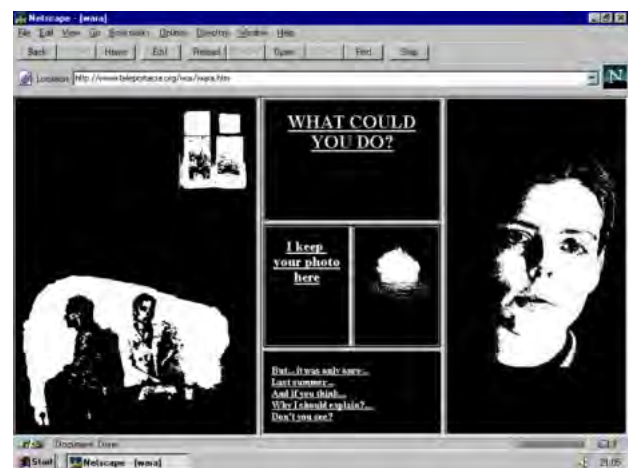 Netscape - [wara]
File Edit View Go Bookmarks Options Directory Window Help
Back Home Edit Reload Open Find Stop
Location: http://www.teleportacia.org/war/wara.htm
N
WHAT COULD
YOU DO?
I keep
your photo
here
But... it was only once...
Last summer...
And if you think...
Why I should explain?...
Don't you see?
Document: Done
Start Netscape - [wara] 21:05